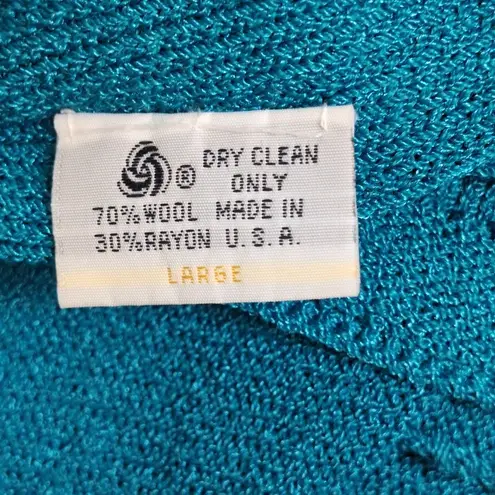 ® DRY CLEAN
ONLY
70% WOOL MADE IN
30% RAYON U.S.A.
LARGE